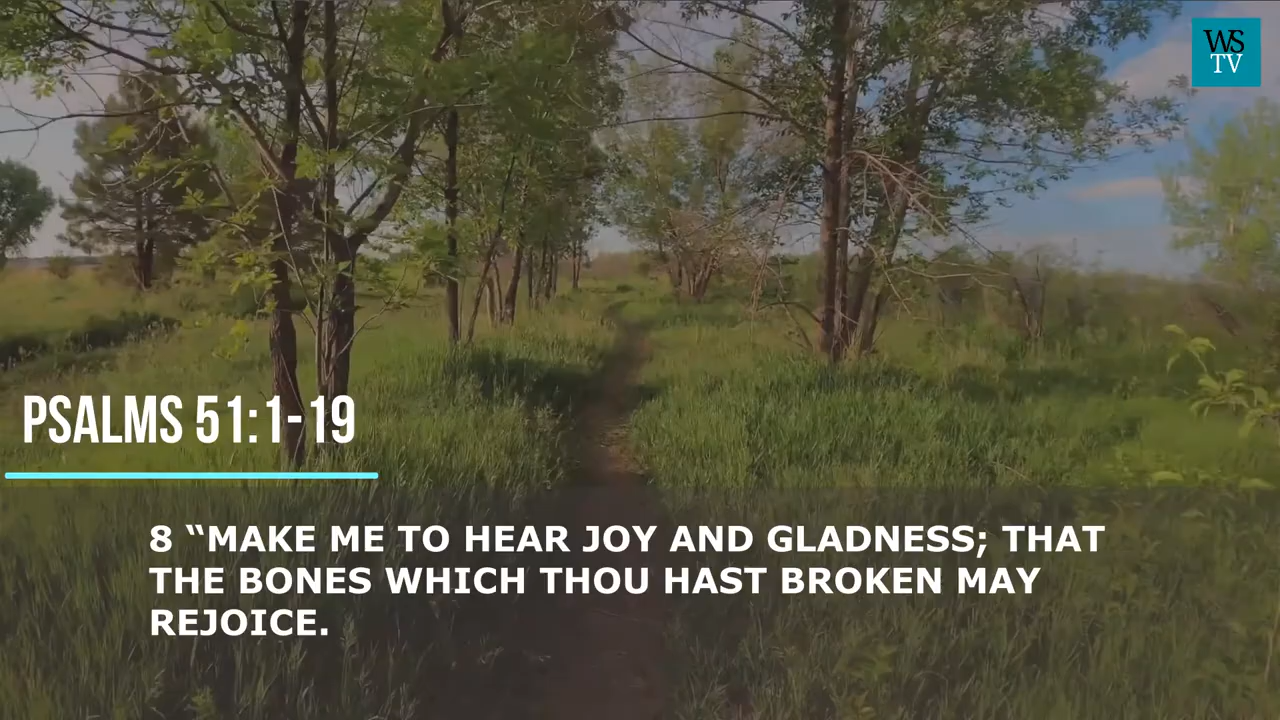 WS
TV
PSALMS 51:1-19
8 “MAKE ME TO HEAR JOY AND GLADNESS; THAT
THE BONES WHICH THOU HAST BROKEN MAY
REJOICE.